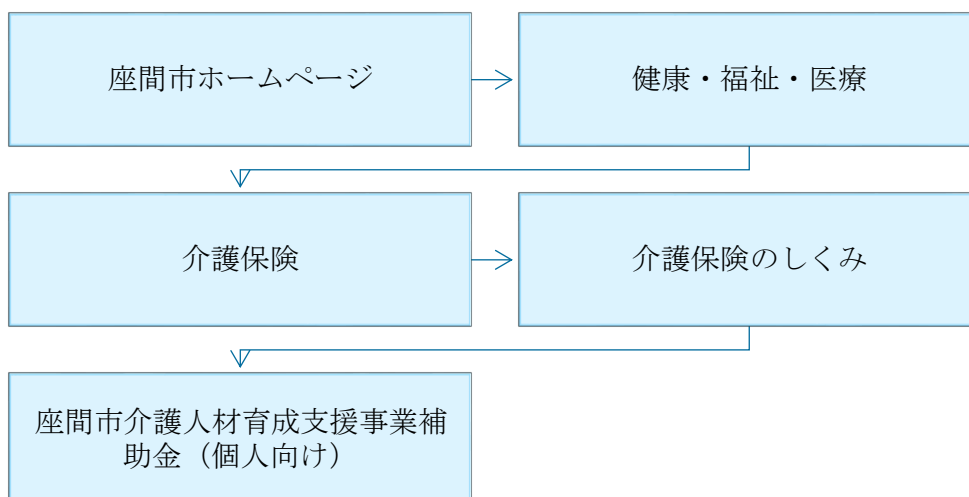 座間市ホームページ
健康・福祉・医療
介護保険
介護保険のしくみ
座間市介護人材育成支援事業補
助金（個人向け）